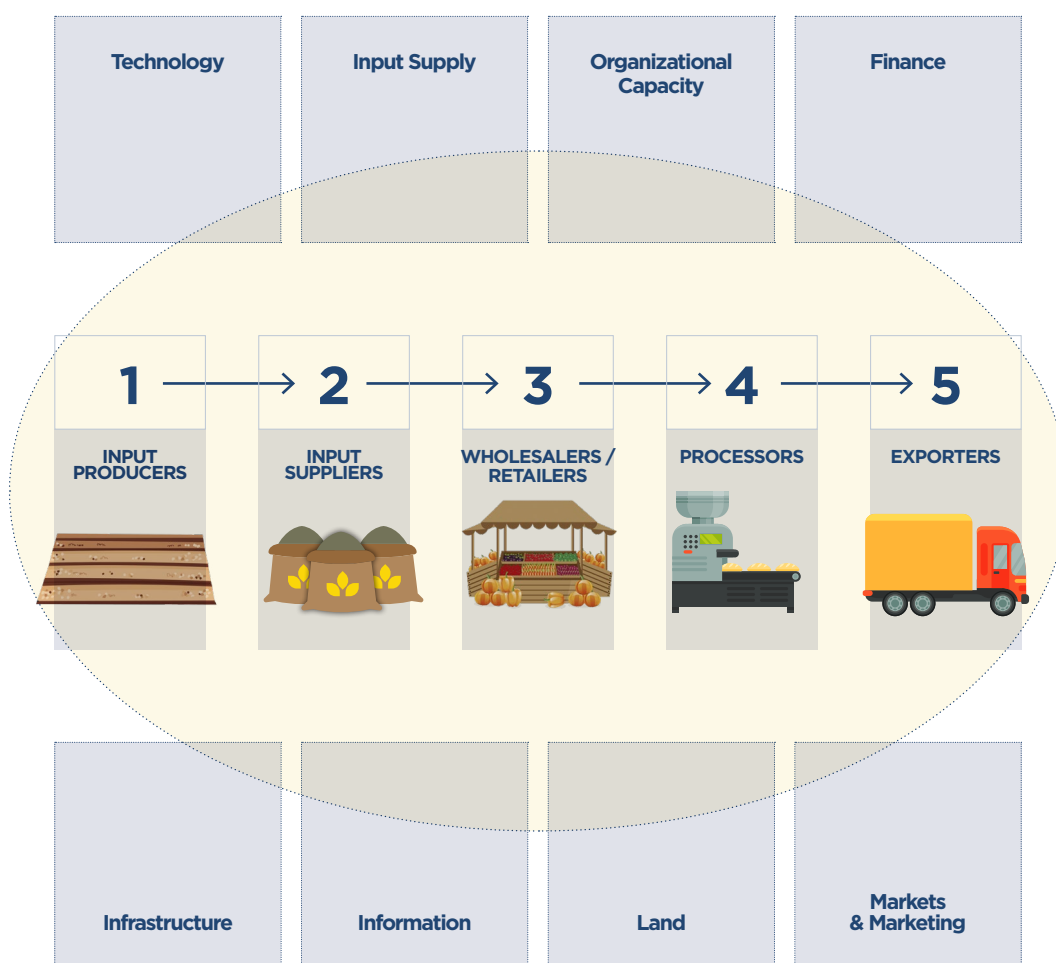 Technology
Input Supply
Organizational
Capacity
Finance
1
2
3
4
5
INPUT
PRODUCERS
INPUT
SUPPLIERS
WHOLESALERS /
RETAILERS
PROCESSORS
EXPORTERS
Infrastructure
Information
Land
Markets
& Marketing